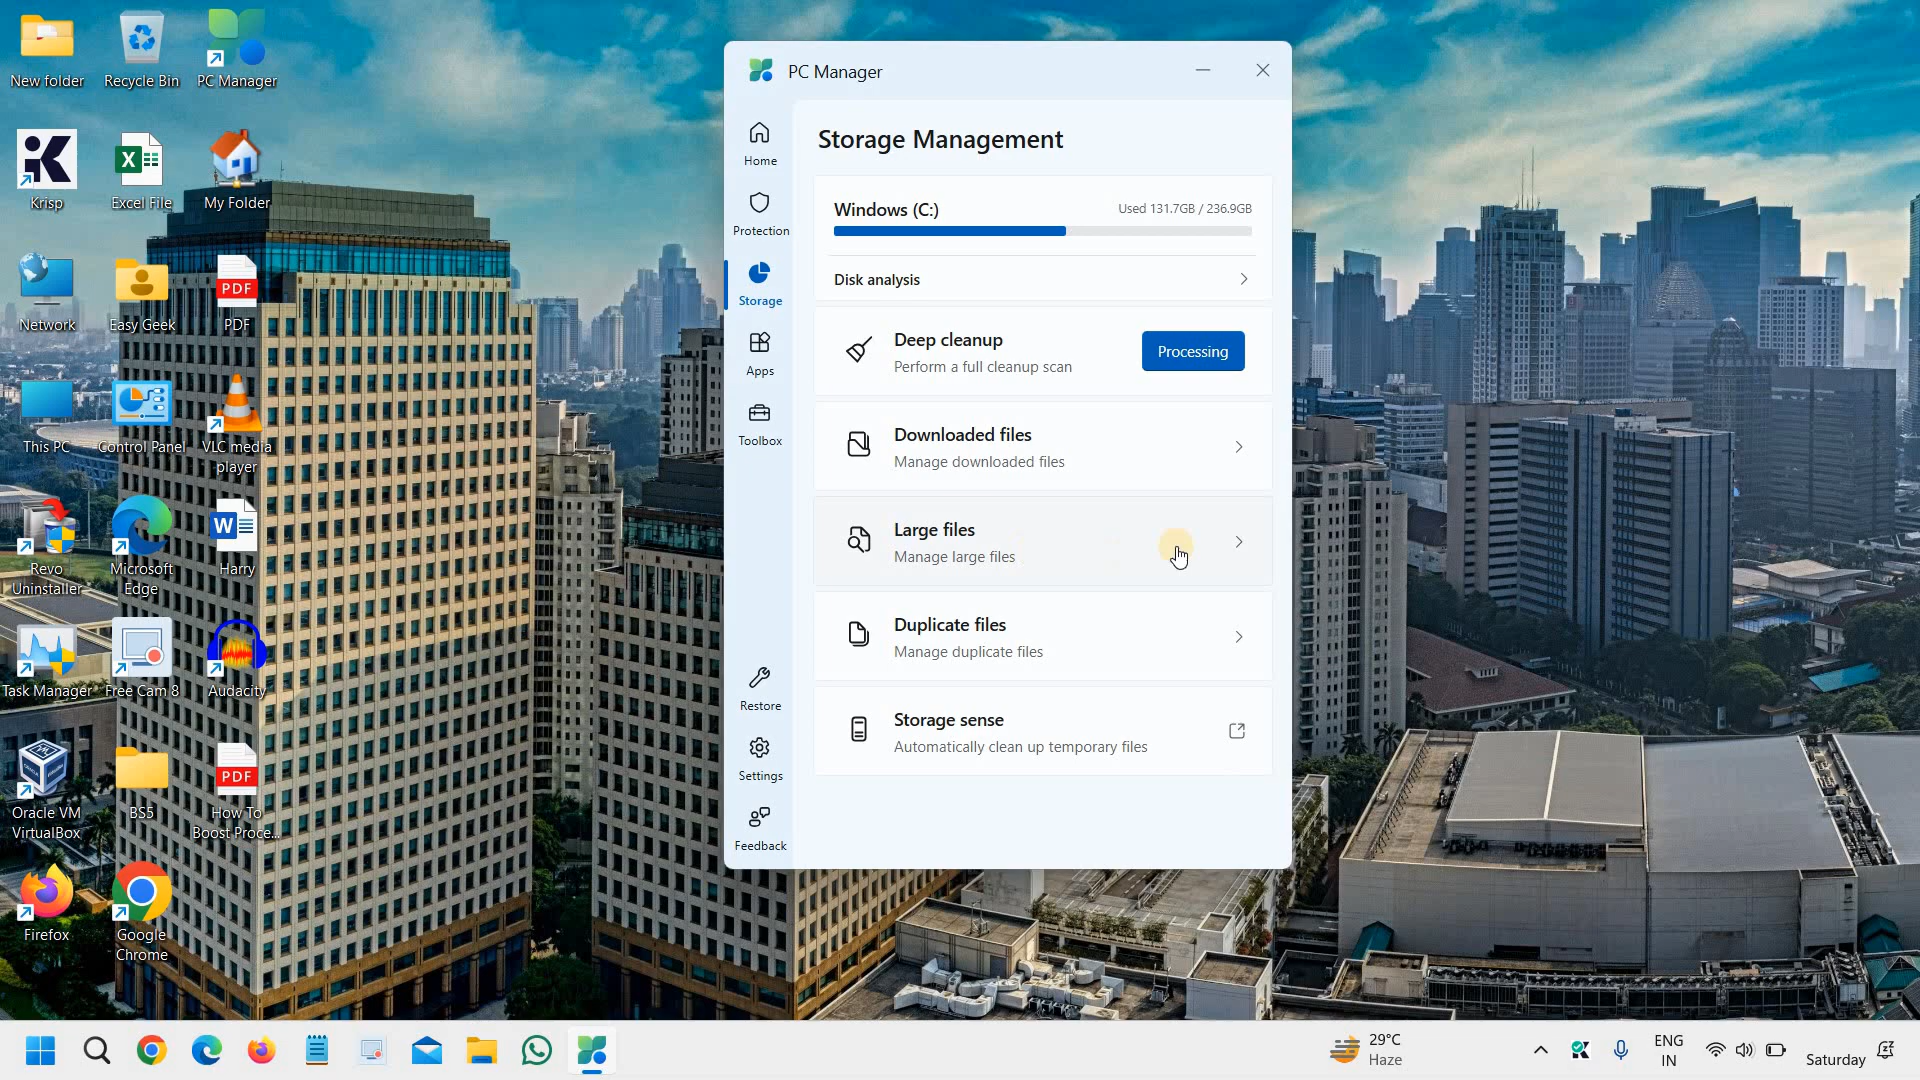 New folder
Recycle Bin
PC Manager
Krisp
Excel File
My Folder
Network
Easy Geek
PDF
PDF
This PC
Control Panel
VLC media
player
Revo
Uninstaller
Microsoft
Edge
W
Harry
Task Manager
Free Cam 8
Audacity
ORACLE VM
Oracle VM
VirtualBox
BS5
PDF
How To
Boost Proce...
Firefox
Google
Chrome
PC Manager
Home
Protection
Storage
Apps
Toolbox
Restore
Settings
Feedback
Storage Management
Windows (C:)
Used 131.7GB / 236.9GB
Disk analysis
Deep cleanup
Perform a full cleanup scan
Processing
Downloaded files
Manage downloaded files
Large files
Manage large files
Duplicate files
Manage duplicate files
Storage sense
Automatically clean up temporary files
29°C
Haze
ENG
IN
Saturday